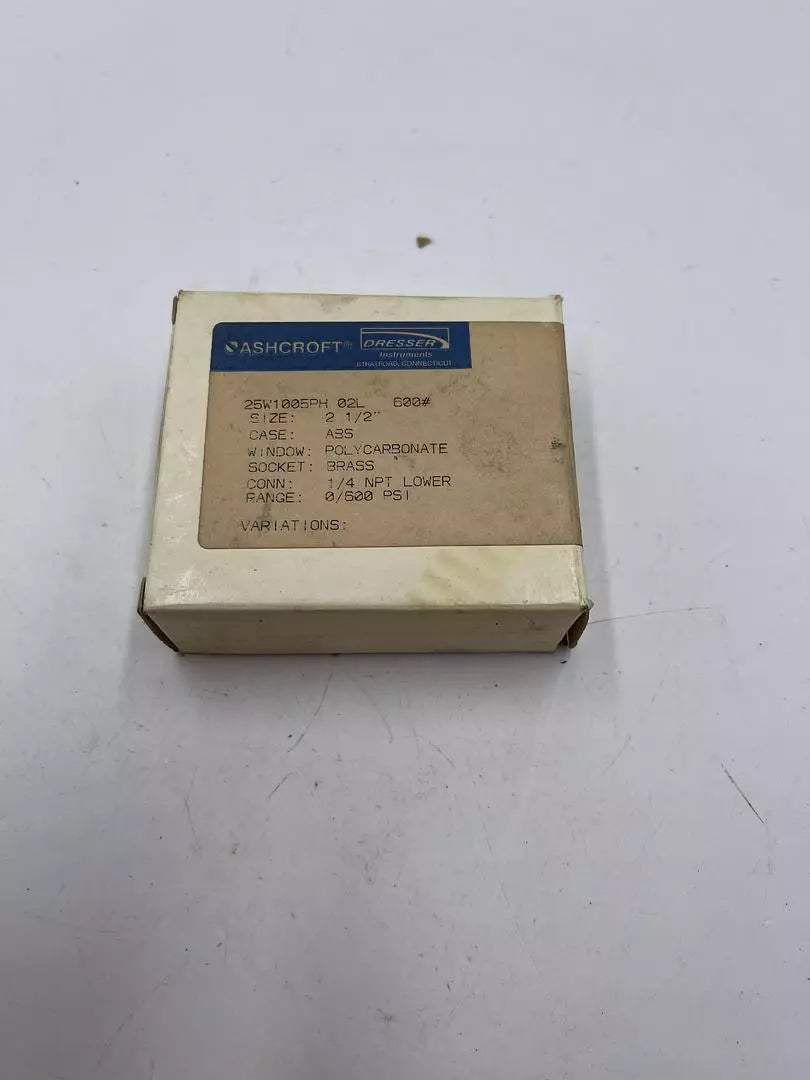 ASHCROFT® DRESSER
Instruments
STRATFORD, CONNECTICUT
25W1005PH 02L 600#
SIZE: 2 1/2"
CASE: ABS
WINDOW: POLYCARBONATE
SOCKET: BRASS
CONN: 1/4 NPT LOWER
RANGE: 0/600 PSI
VARIATIONS: